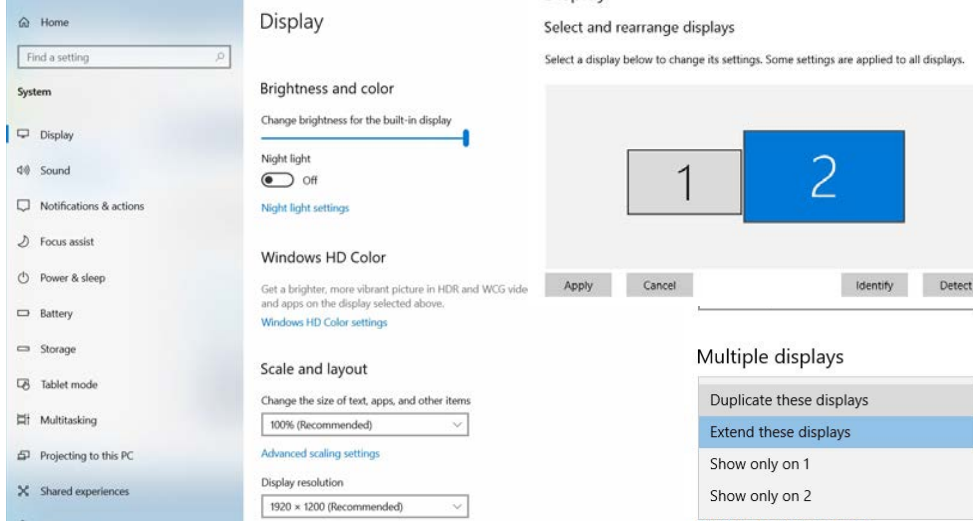 Home
Find a setting
System
Display
Sound
Notifications & actions
Focus assist
Power & sleep
Battery
Storage
Tablet mode
Multitasking
Projecting to this PC
Shared experiences
Display
Brightness and color
Change brightness for the built-in display
Night light
Off
Night light settings
Windows HD Color
Get a brighter, more vibrant picture in HDR and WCG vide
and apps on the display selected above.
Windows HD Color settings
Scale and layout
Change the size of text, apps, and other items
100% (Recommended)
Advanced scaling settings
Display resolution
1920 × 1200 (Recommended)
Select and rearrange displays
Select a display below to change its settings. Some settings are applied to all displays.
1
2
Apply Cancel Identify Detect
Multiple displays
Duplicate these displays
Extend these displays
Show only on 1
Show only on 2